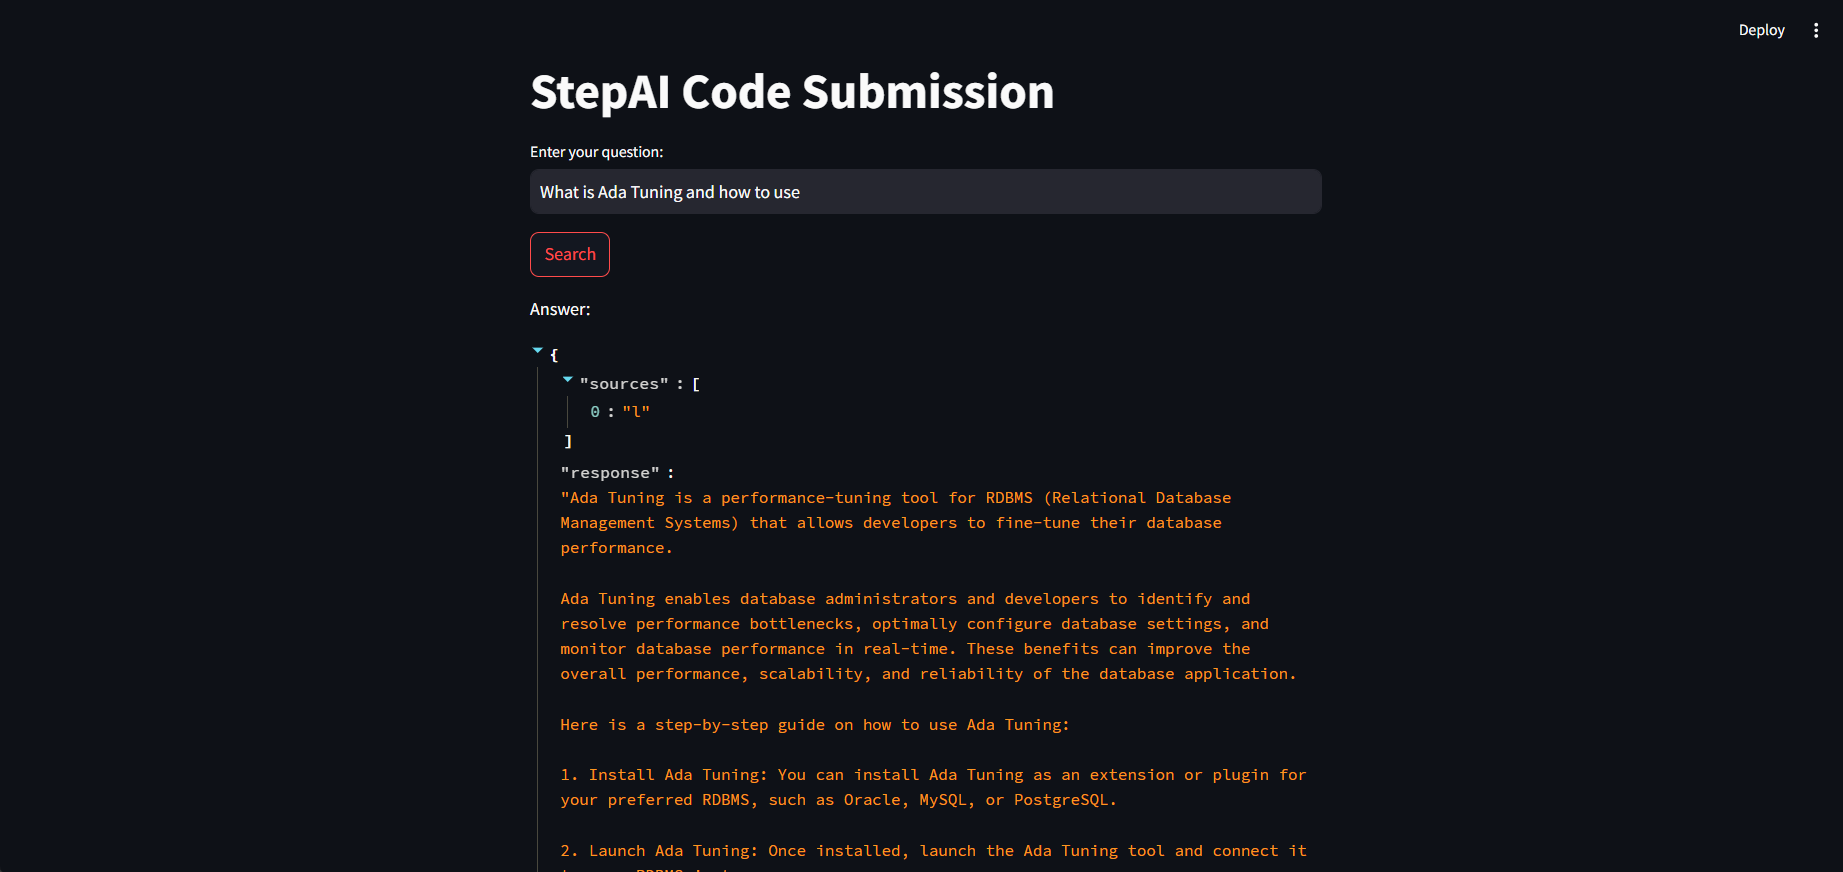 Deploy
StepAI Code Submission
Enter your question:
What is Ada Tuning and how to use
Search
Answer:
{
"sources" : [
0 : "l"
]
"response" :
"Ada Tuning is a performance-tuning tool for RDBMS (Relational Database
Management Systems) that allows developers to fine-tune their database
performance.
Ada Tuning enables database administrators and developers to identify and
resolve performance bottlenecks, optimally configure database settings, and
monitor database performance in real-time. These benefits can improve the
overall performance, scalability, and reliability of the database application.
Here is a step-by-step guide on how to use Ada Tuning:
1. Install Ada Tuning: You can install Ada Tuning as an extension or plugin for
your preferred RDBMS, such as Oracle, MySQL, or PostgreSQL.
2. Launch Ada Tuning: Once installed, launch the Ada Tuning tool and connect it